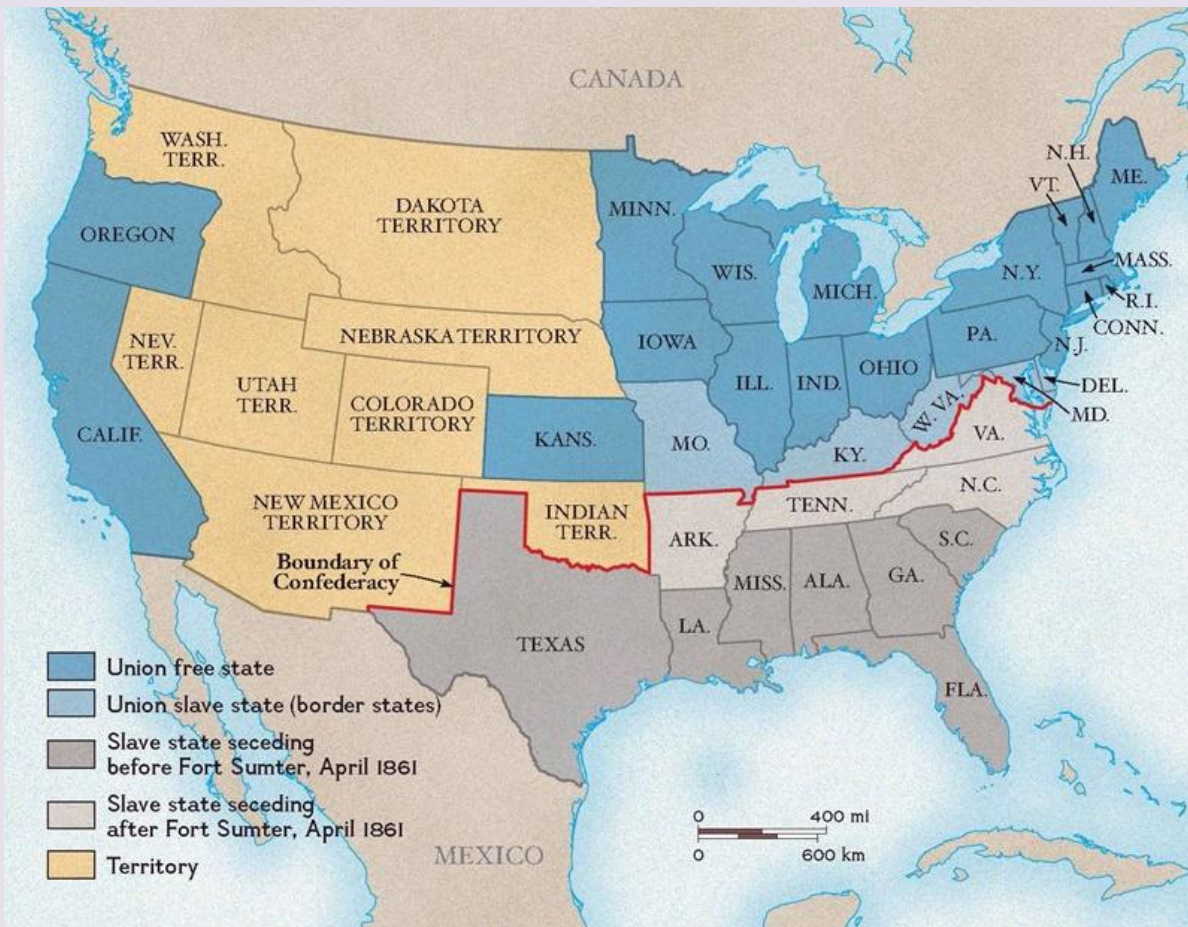 CANADA
WASH.
TERR.
DAKOTA
TERRITORY
MINN.
N.H.
VT.
ME.
OREGON
WIS.
MICH.
N.Y.
MASS.
R.I.
CONN.
NEBRASKA TERRITORY
IOWA
PA.
N.J.
NEV.
TERR.
UTAH
TERR.
COLORADO
TERRITORY
ILL.
IND.
OHIO
DEL.
MD.
W. VA.
VA.
CALIF.
KANS.
MO.
KY.
NEW MEXICO
TERRITORY
INDIAN
TERR.
TENN.
N.C.
ARK.
S.C.
Boundary of
Confederacy
MISS.
ALA.
GA.
TEXAS
LA.
FLA.
Union free state
Union slave state (border states)
Slave state seceding
before Fort Sumter, April 1861
Slave state seceding
after Fort Sumter, April 1861
Territory
MEXICO
0 400 mi
0 600 km